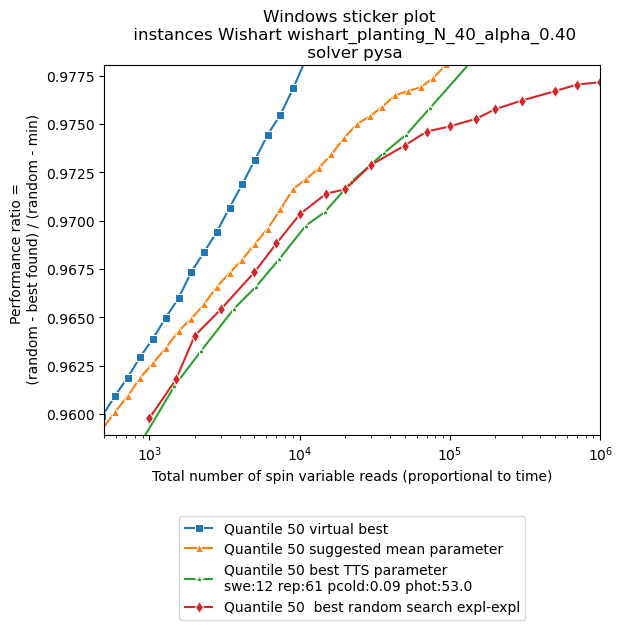 Windows sticker plot
instances Wishart wishart_planting_N_40_alpha_0.40
solver pysa
Performance ratio =
(random - best found) / (random - min)
0.9775
0.9750
0.9725
0.9700
0.9675
0.9650
0.9625
0.9600
10³
10⁴
10⁵
10⁶
Total number of spin variable reads (proportional to time)
Quantile 50 virtual best
Quantile 50 suggested mean parameter
Quantile 50 best TTS parameter
swe:12 rep:61 pcold:0.09 phot:53.0
Quantile 50  best random search expl-expl